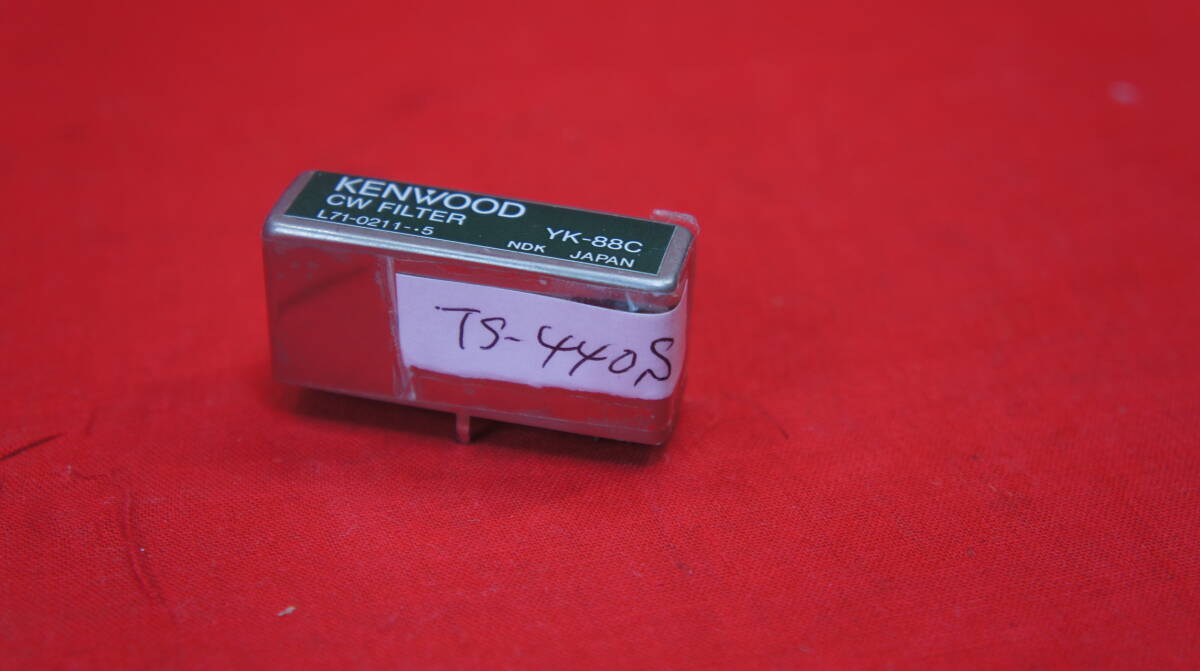 KENWOOD
CW FILTER YK-88C
L71-0211-.5 NDK JAPAN
TS-440S